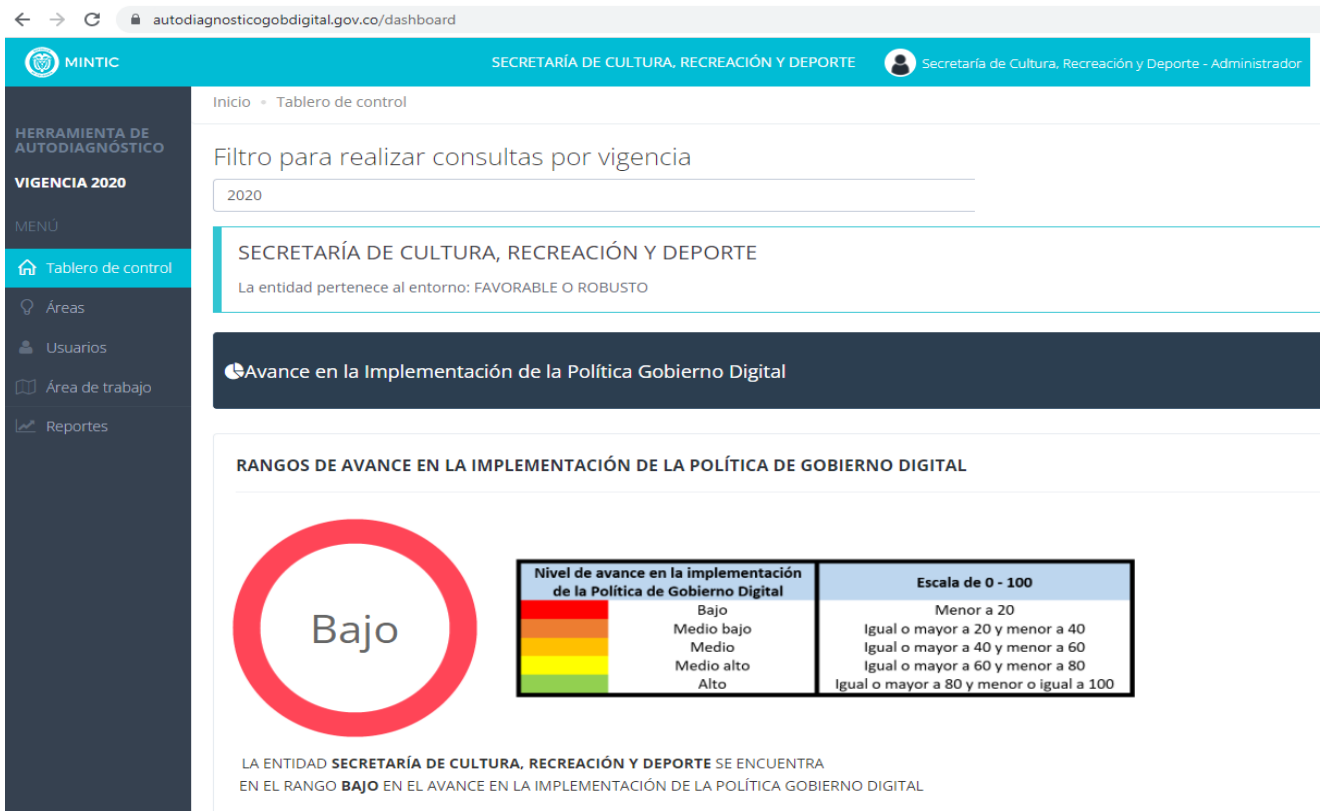 autodiagnosticogobdigital.gov.co/dashboard
MINTIC
SECRETARÍA DE CULTURA, RECREACIÓN Y DEPORTE
Secretaría de Cultura, Recreación y Deporte - Administrador
HERRAMIENTA DE
AUTODIAGNÓSTICO
VIGENCIA 2020
MENÚ
Tablero de control
Áreas
Usuarios
Área de trabajo
Reportes
Inicio • Tablero de control
Filtro para realizar consultas por vigencia
2020
SECRETARÍA DE CULTURA, RECREACIÓN Y DEPORTE
La entidad pertenece al entorno: FAVORABLE O ROBUSTO
Avance en la Implementación de la Política Gobierno Digital
RANGOS DE AVANCE EN LA IMPLEMENTACIÓN DE LA POLÍTICA DE GOBIERNO DIGITAL
Bajo
Nivel de avance en la implementación
de la Política de Gobierno Digital
Escala de 0 - 100
Bajo Menor a 20
Medio bajo Igual o mayor a 20 y menor a 40
Medio Igual o mayor a 40 y menor a 60
Medio alto Igual o mayor a 60 y menor a 80
Alto Igual o mayor a 80 y menor o igual a 100
LA ENTIDAD SECRETARÍA DE CULTURA, RECREACIÓN Y DEPORTE SE ENCUENTRA
EN EL RANGO BAJO EN EL AVANCE EN LA IMPLEMENTACIÓN DE LA POLÍTICA GOBIERNO DIGITAL